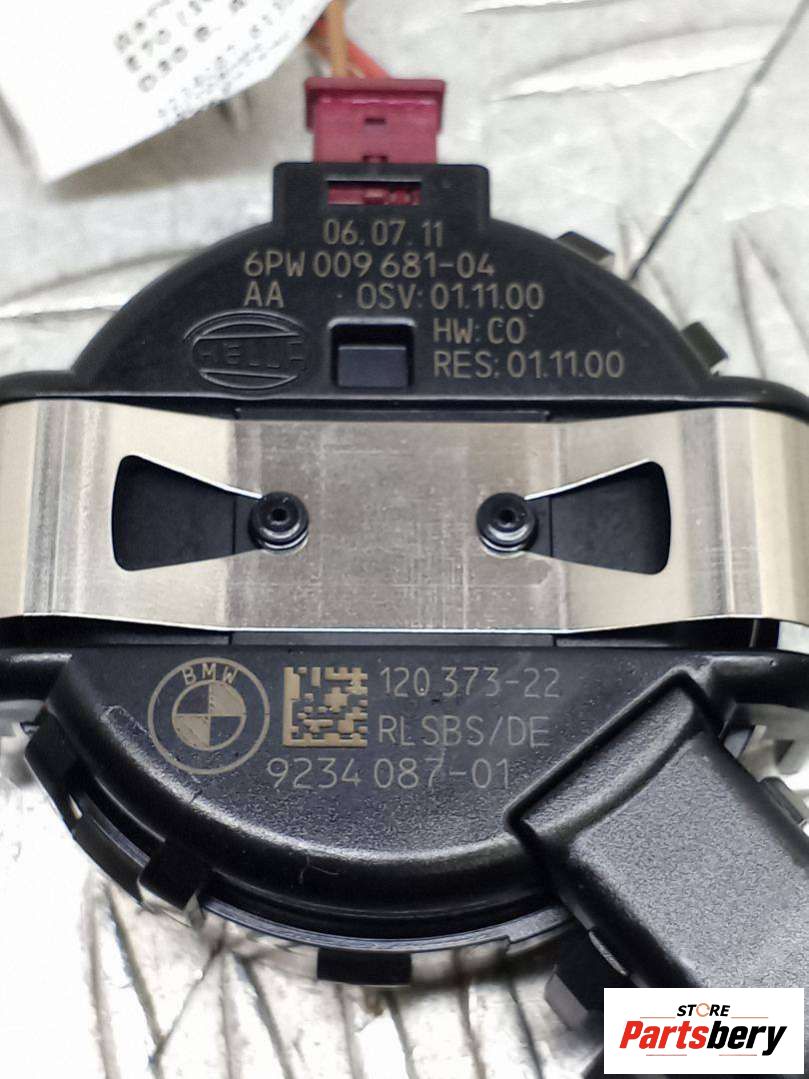 06.07.11
6PW 009 681-04
AA OSV: 01.11.00
HW: C0
RES: 01.11.00
HELLA
BMW
120 373-22
RLSBS/DE
9234 087-01
STORE
Partsbery